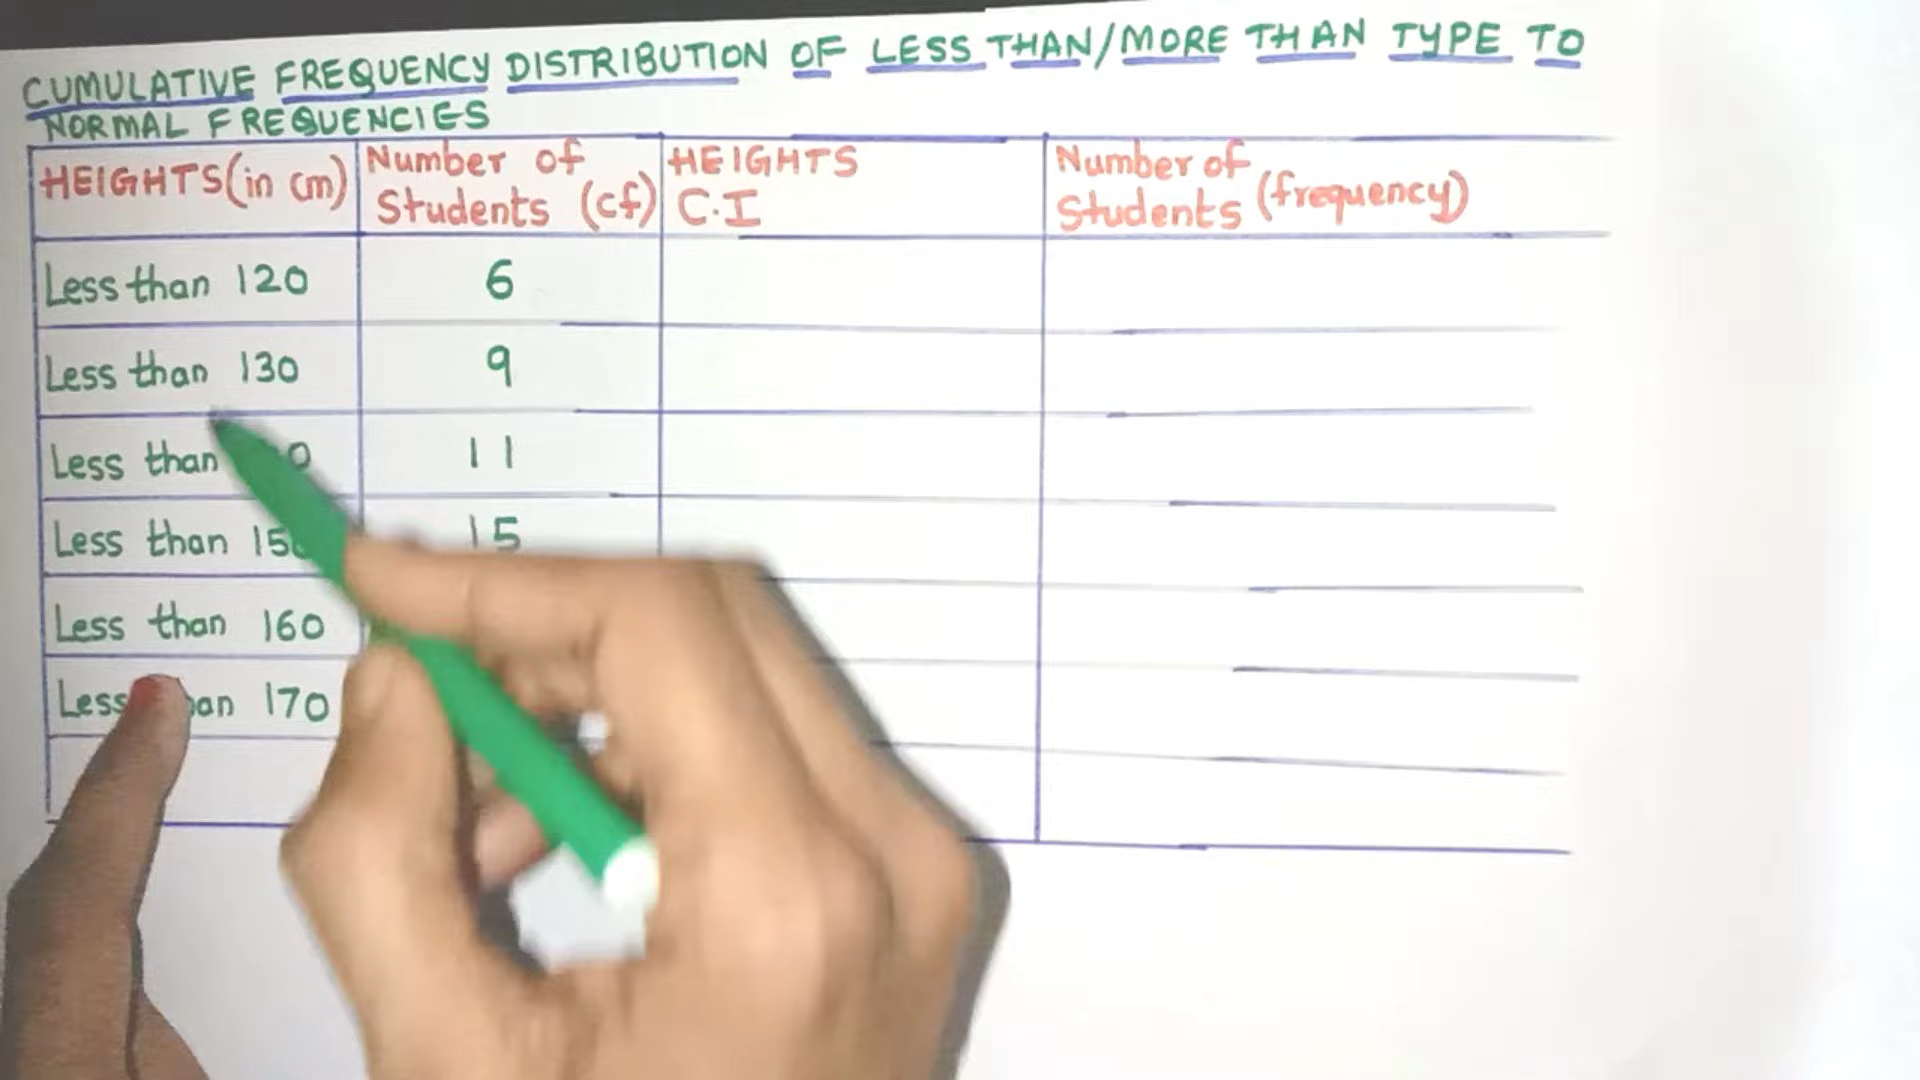 CUMULATIVE FREQUENCY DISTRIBUTION OF LESS THAN/MORE THAN TYPE TO
NORMAL FREQUENCIES
HEIGHTS(in cm) Number of Students (cf) HEIGHTS C.I Number of Students (frequency)
Less than 120 6
Less than 130 9
Less than 11
Less than 15
Less than 160
Less 170